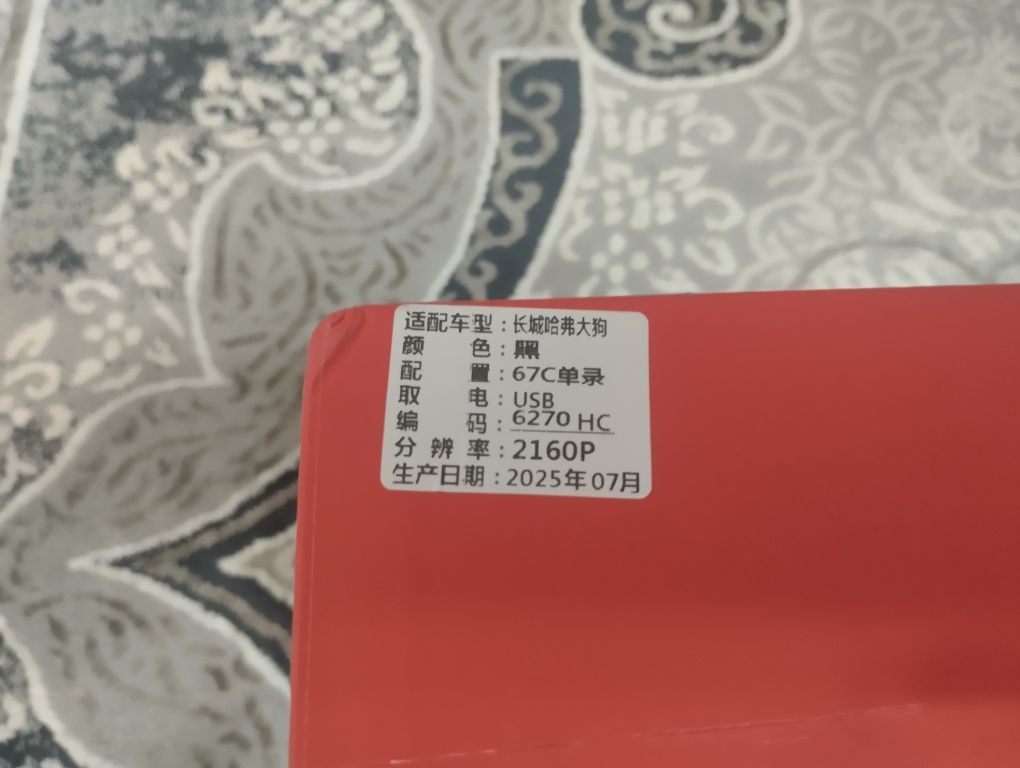 适配车型：长城哈弗大狗
颜色：黑
配置：67C单录
取电：USB
编码：6270 HC
分辨率：2160P
生产日期：2025年07月